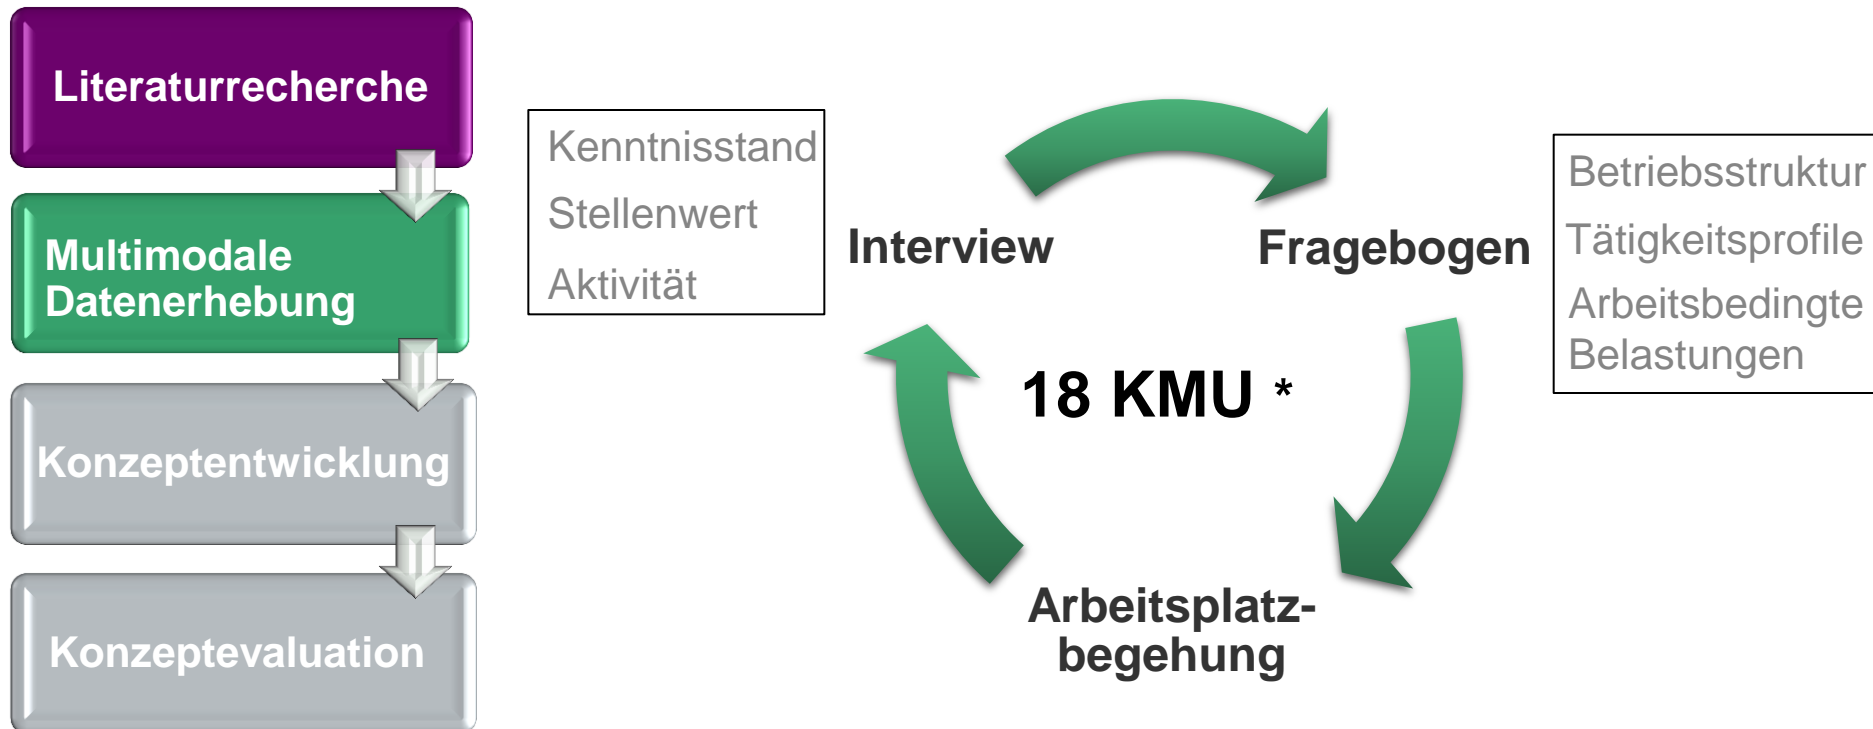 Literaturrecherche
Multimodale
Datenerhebung
Konzeptentwicklung
Konzeptevaluation
Kenntnisstand
Stellenwert
Aktivität
Interview
Fragebogen
18 KMU *
Arbeitsplatz-
begehung
Betriebsstruktur
Tätigkeitsprofile
Arbeitsbedingte
Belastungen